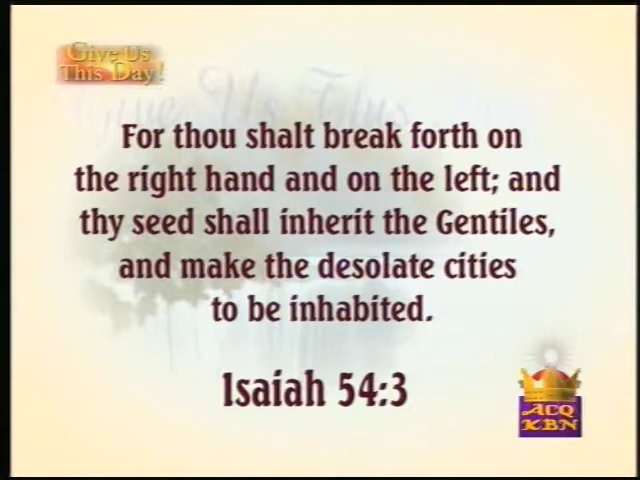 Give Us
This Day!
For thou shalt break forth on
the right hand and on the left; and
thy seed shall inherit the Gentiles,
and make the desolate cities
to be inhabited.
Isaiah 54:3
ACQ
KBN